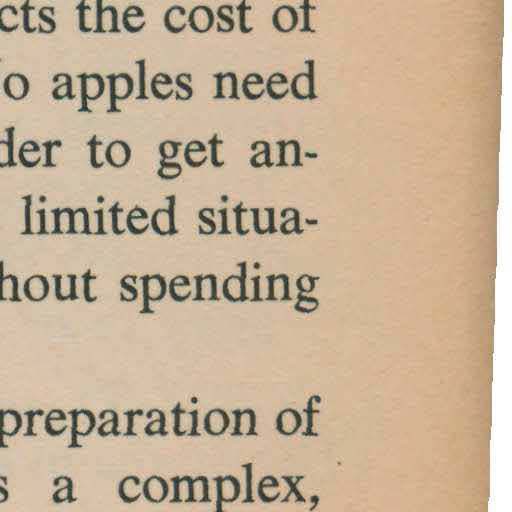 cts the cost of
o apples need
der to get an-
limited situa-
hout spending
preparation of
s a complex,